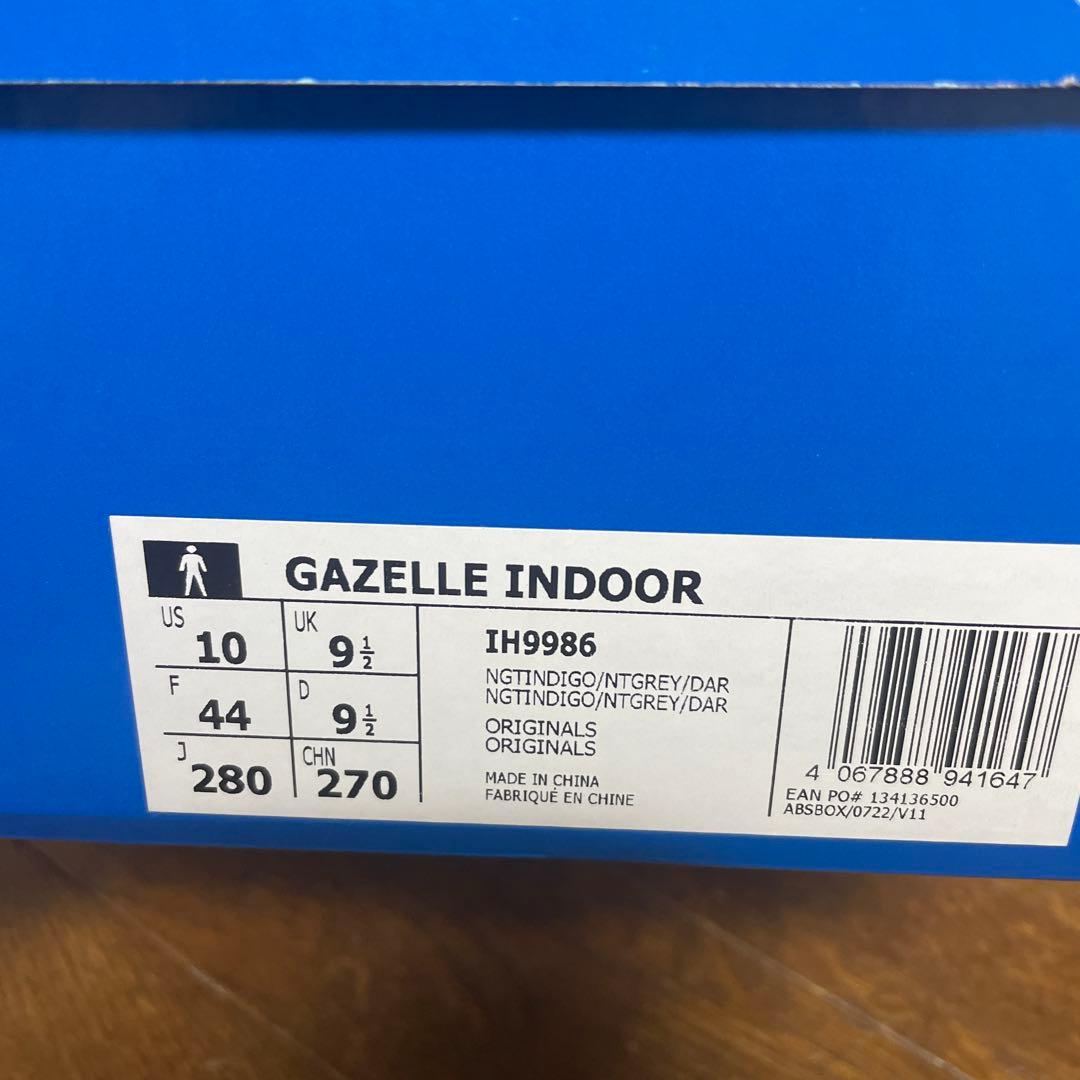 GAZELLE INDOOR
US 10 UK 9 1/2
F 44 D 9 1/2
J 280 CHN 270
IH9986
NGTINDIGO/NTGREY/DAR
NGTINDIGO/NTGREY/DAR
ORIGINALS
ORIGINALS
MADE IN CHINA
FABRIQUÉ EN CHINE
4 067888 941647
EAN PO# 134136500
ABSBOX/0722/V11